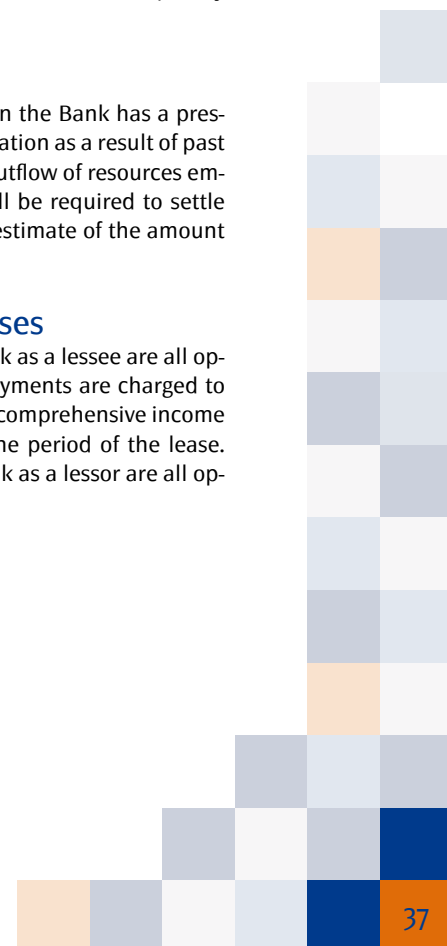 n the Bank has a pres-
ation as a result of past
utflow of resources em-
ll be required to settle
estimate of the amount
ses
k as a lessee are all op-
yments are charged to
comprehensive income
ne period of the lease.
k as a lessor are all op-
37